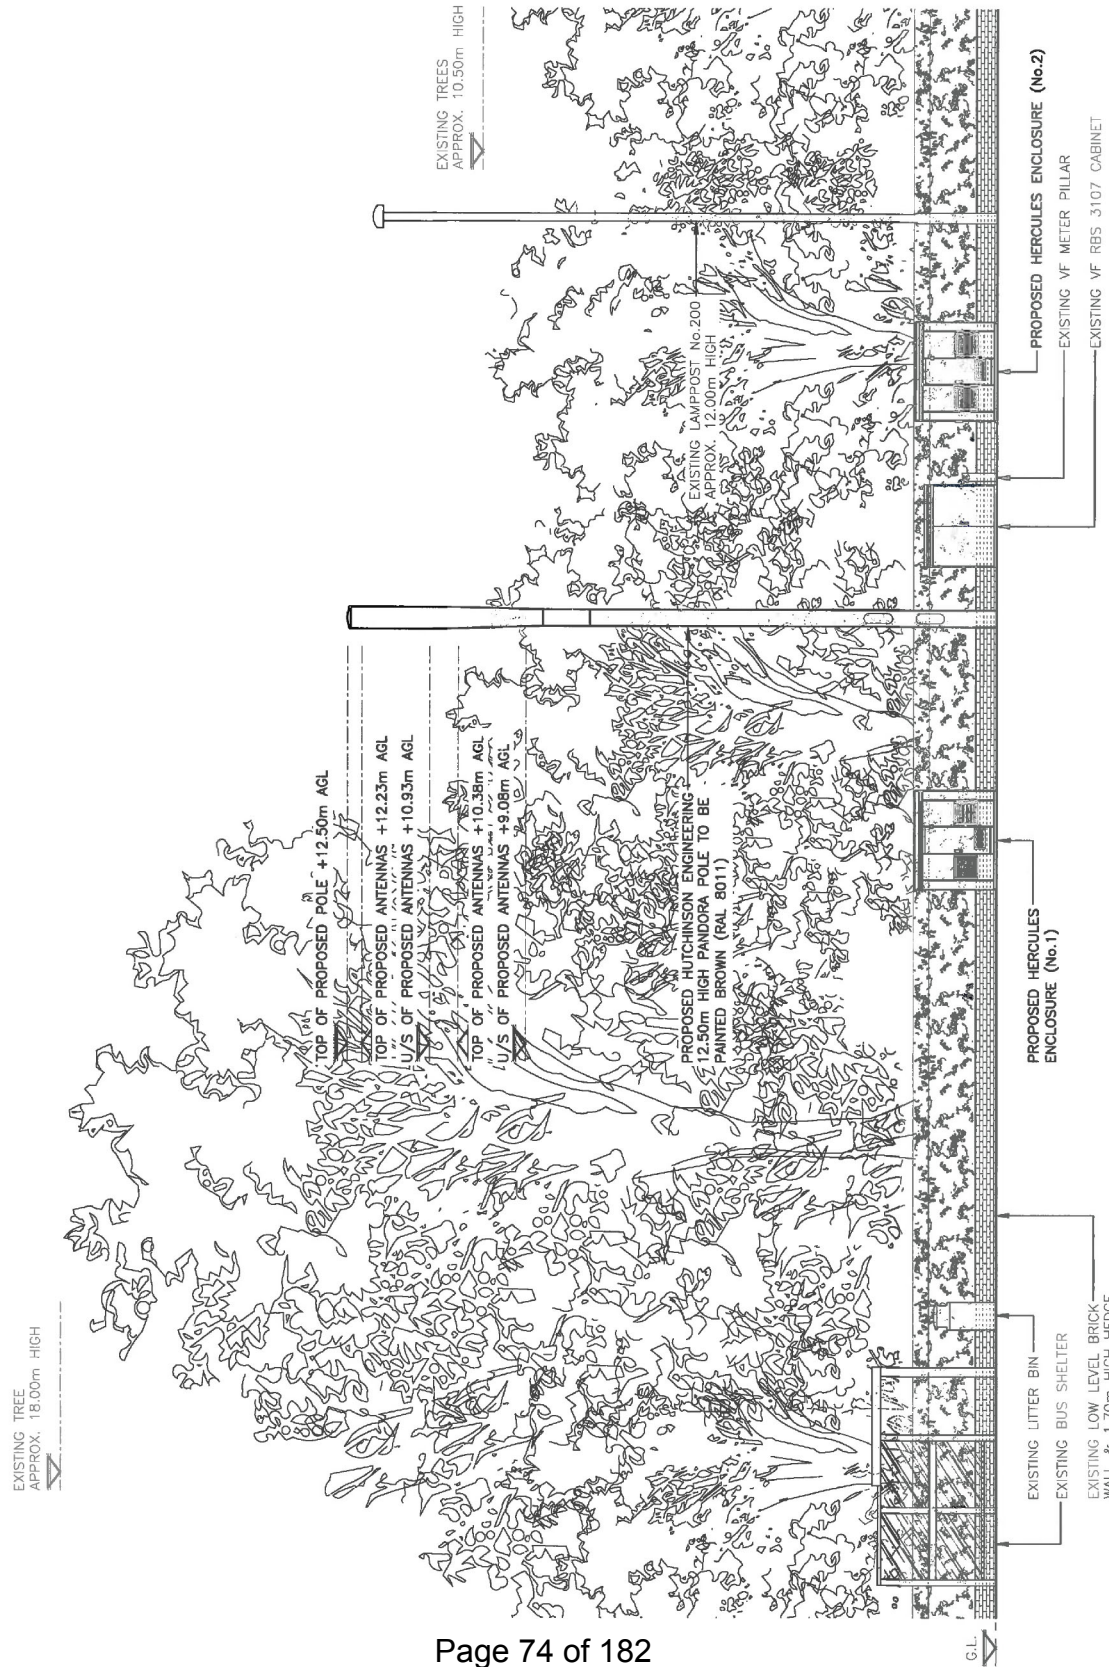 EXISTING TREE
APPROX. 18.00m HIGH
EXISTING TREES
APPROX. 10.50m HIGH
TOP OF PROPOSED POLE +12.50m AGL
TOP OF PROPOSED ANTENNAS +12.23m AGL
U/S OF PROPOSED ANTENNAS +10.93m AGL
TOP OF PROPOSED ANTENNAS +10.38m AGL
U/S OF PROPOSED ANTENNAS +9.08m AGL
PROPOSED HUTCHINSON ENGINEERING
12.50m HIGH PANDORA POLE TO BE
PAINTED BROWN (RAL 8011)
EXISTING LAMPPOST No.200
APPROX. 12.00m HIGH
G.L.
EXISTING LITTER BIN
EXISTING BUS SHELTER
EXISTING LOW LEVEL BRICK
WALL & 1.70m HIGH HEDGE
PROPOSED HERCULES
ENCLOSURE (No.1)
PROPOSED HERCULES ENCLOSURE (No.2)
EXISTING VF METER PILLAR
EXISTING VF RBS 3107 CABINET
Page 74 of 182